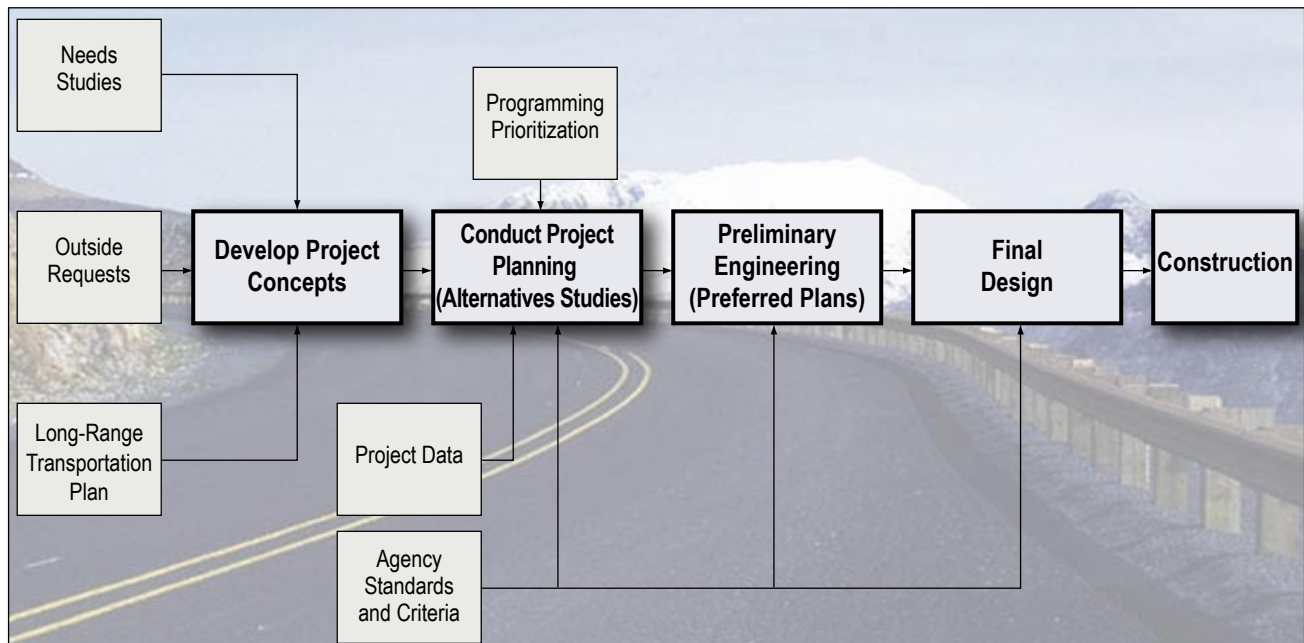 Needs
Studies
Programming
Prioritization
Outside
Requests
Develop Project
Concepts
Conduct Project
Planning
(Alternatives Studies)
Preliminary
Engineering
(Preferred Plans)
Final
Design
Construction
Long-Range
Transportation
Plan
Project Data
Agency
Standards
and Criteria